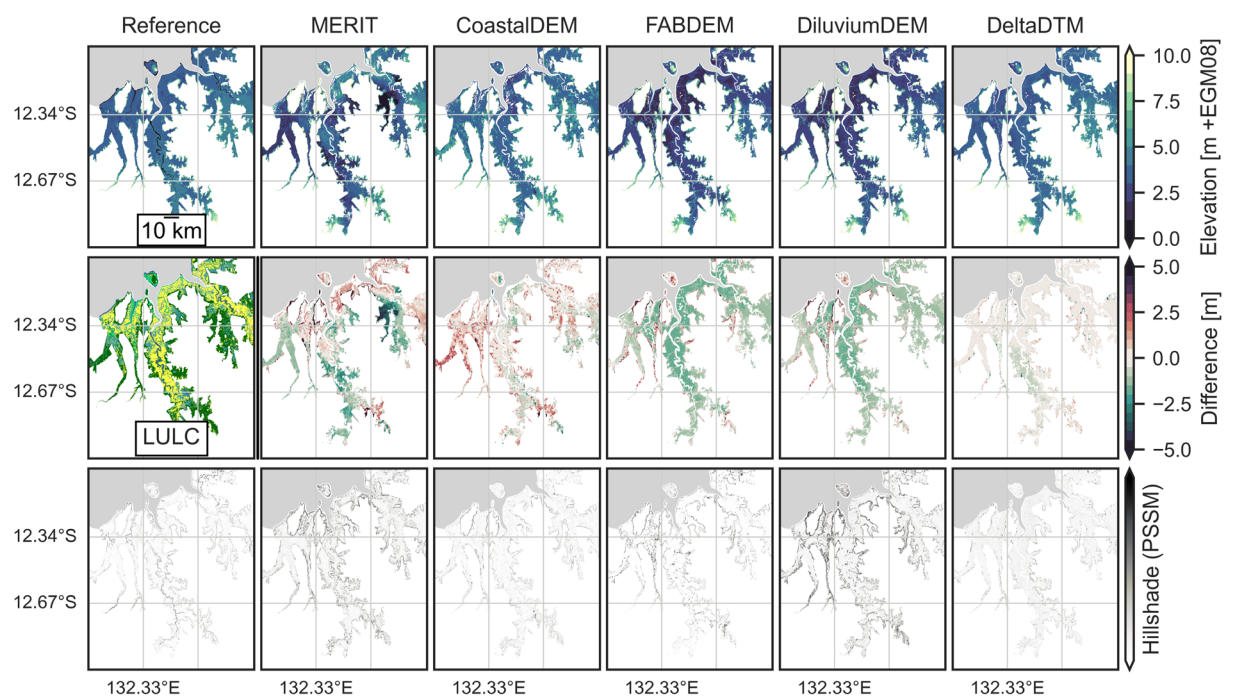 Reference MERIT CoastalDEM FABDEM DiluviumDEM DeltaDTM
12.34°S
12.67°S
10 km
10.0
7.5
5.0
2.5
0.0
Elevation [m +EGM08]
12.34°S
12.67°S
LULC
5.0
2.5
0.0
−2.5
−5.0
Difference [m]
12.34°S
12.67°S
Hillshade (PSSM)
132.33°E 132.33°E 132.33°E 132.33°E 132.33°E 132.33°E